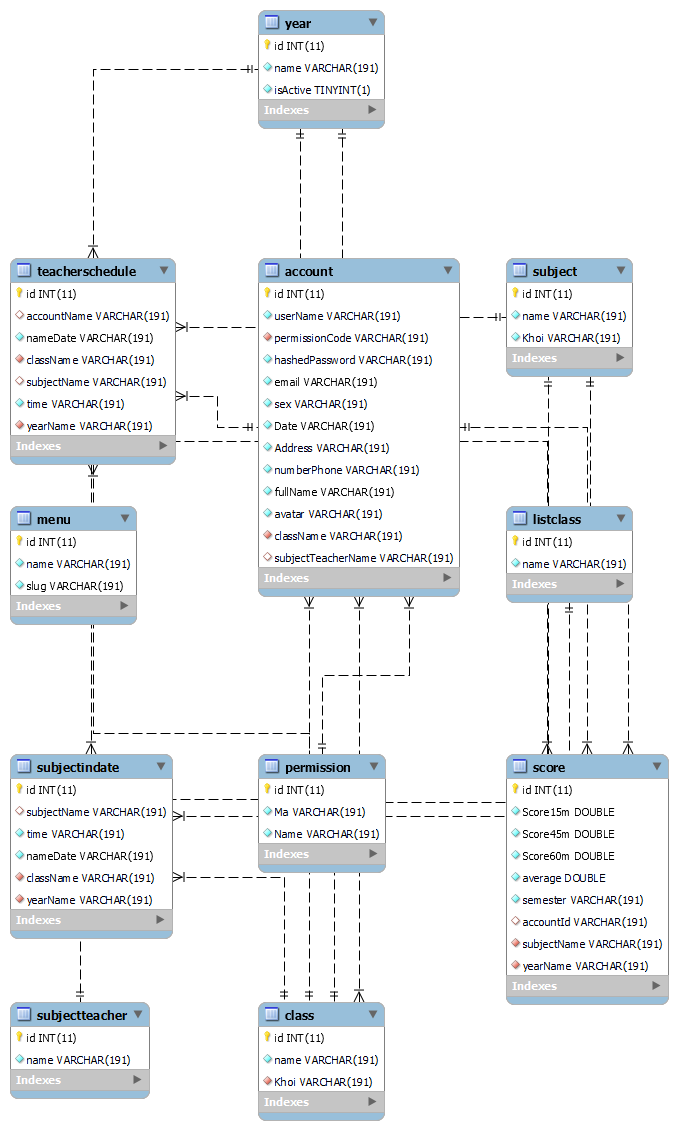 year
id INT(11)
name VARCHAR(191)
isActive TINYINT(1)
Indexes
teacherschedule
id INT(11)
accountName VARCHAR(191)
nameDate VARCHAR(191)
className VARCHAR(191)
subjectName VARCHAR(191)
time VARCHAR(191)
yearName VARCHAR(191)
Indexes
account
id INT(11)
userName VARCHAR(191)
permissionCode VARCHAR(191)
hashedPassword VARCHAR(191)
email VARCHAR(191)
sex VARCHAR(191)
Date VARCHAR(191)
Address VARCHAR(191)
numberPhone VARCHAR(191)
fullName VARCHAR(191)
avatar VARCHAR(191)
className VARCHAR(191)
subjectTeacherName VARCHAR(191)
Indexes
subject
id INT(11)
name VARCHAR(191)
Khoi VARCHAR(191)
Indexes
menu
id INT(11)
name VARCHAR(191)
slug VARCHAR(191)
Indexes
listclass
id INT(11)
name VARCHAR(191)
Indexes
subjectindate
id INT(11)
subjectName VARCHAR(191)
time VARCHAR(191)
nameDate VARCHAR(191)
className VARCHAR(191)
yearName VARCHAR(191)
Indexes
permission
id INT(11)
Ma VARCHAR(191)
Name VARCHAR(191)
Indexes
score
id INT(11)
Score15m DOUBLE
Score45m DOUBLE
Score60m DOUBLE
average DOUBLE
semester VARCHAR(191)
accountId VARCHAR(191)
subjectName VARCHAR(191)
yearName VARCHAR(191)
Indexes
subjectteacher
id INT(11)
name VARCHAR(191)
Indexes
class
id INT(11)
name VARCHAR(191)
Khoi VARCHAR(191)
Indexes